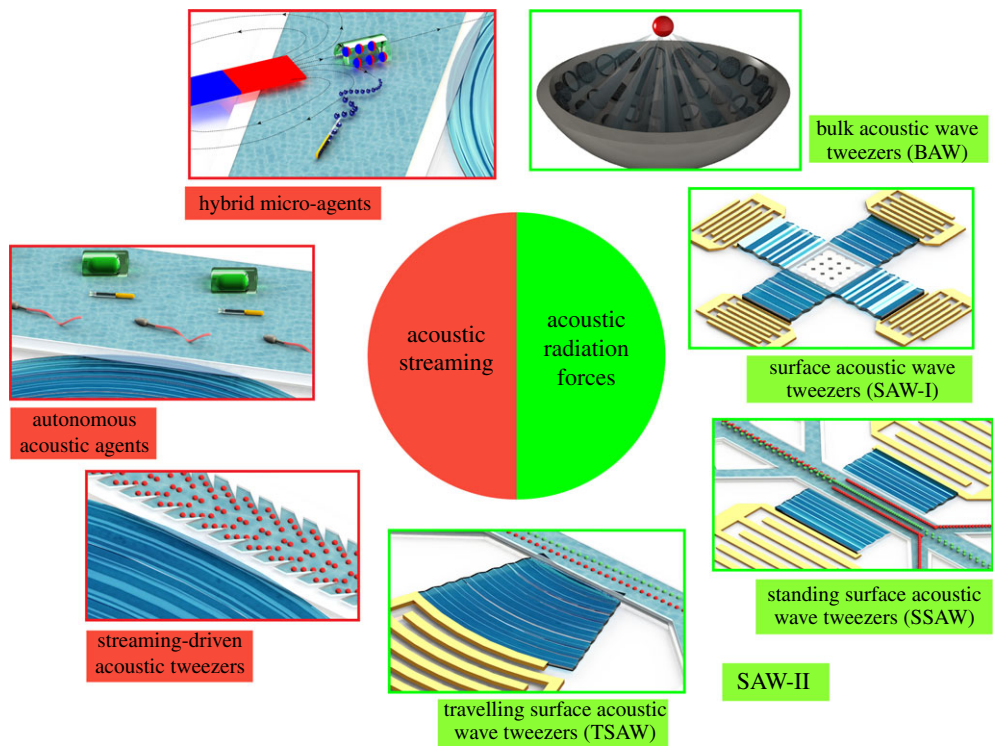 hybrid micro-agents
bulk acoustic wave
tweezers (BAW)
autonomous
acoustic agents
acoustic
streaming
acoustic
radiation
forces
surface acoustic wave
tweezers (SAW-I)
streaming-driven
acoustic tweezers
standing surface acoustic
wave tweezers (SSAW)
travelling surface acoustic
wave tweezers (TSAW)
SAW-II